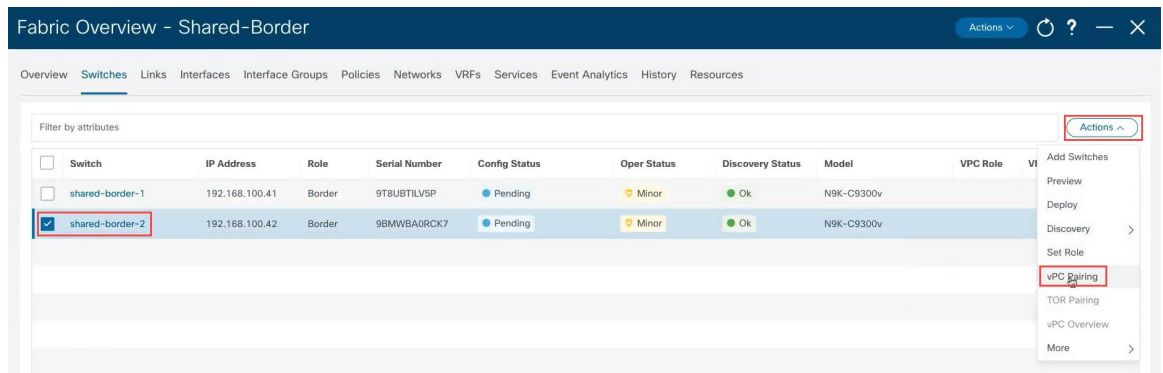 Fabric Overview - Shared-Border Actions ?
Overview Switches Links Interfaces Interface Groups Policies Networks VRFs Services Event Analytics History Resources
Filter by attributes Actions
Switch IP Address Role Serial Number Config Status Oper Status Discovery Status Model VPC Role
shared-border-1 192.168.100.41 Border 9T8UBTILV5P Pending Minor Ok N9K-C9300v
shared-border-2 192.168.100.42 Border 9BMWBA0RCK7 Pending Minor Ok N9K-C9300v
Add Switches
Preview
Deploy
Discovery
Set Role
vPC Pairing
TOR Pairing
vPC Overview
More